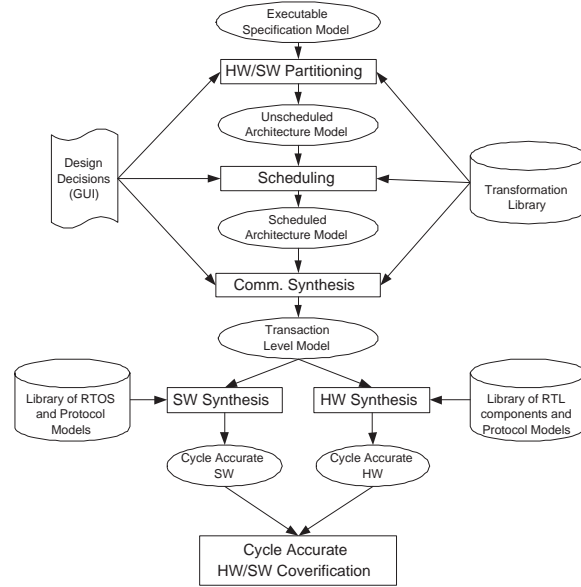 Executable
Specification Model
HW/SW Partitioning
Unscheduled
Architecture Model
Design
Decisions
(GUI)
Scheduling
Transformation
Library
Scheduled
Architecture Model
Comm. Synthesis
Transaction
Level Model
Library of RTOS
and Protocol
Models
SW Synthesis
HW Synthesis
Library of RTL
components and
Protocol Models
Cycle Accurate
SW
Cycle Accurate
HW
Cycle Accurate
HW/SW Coverification